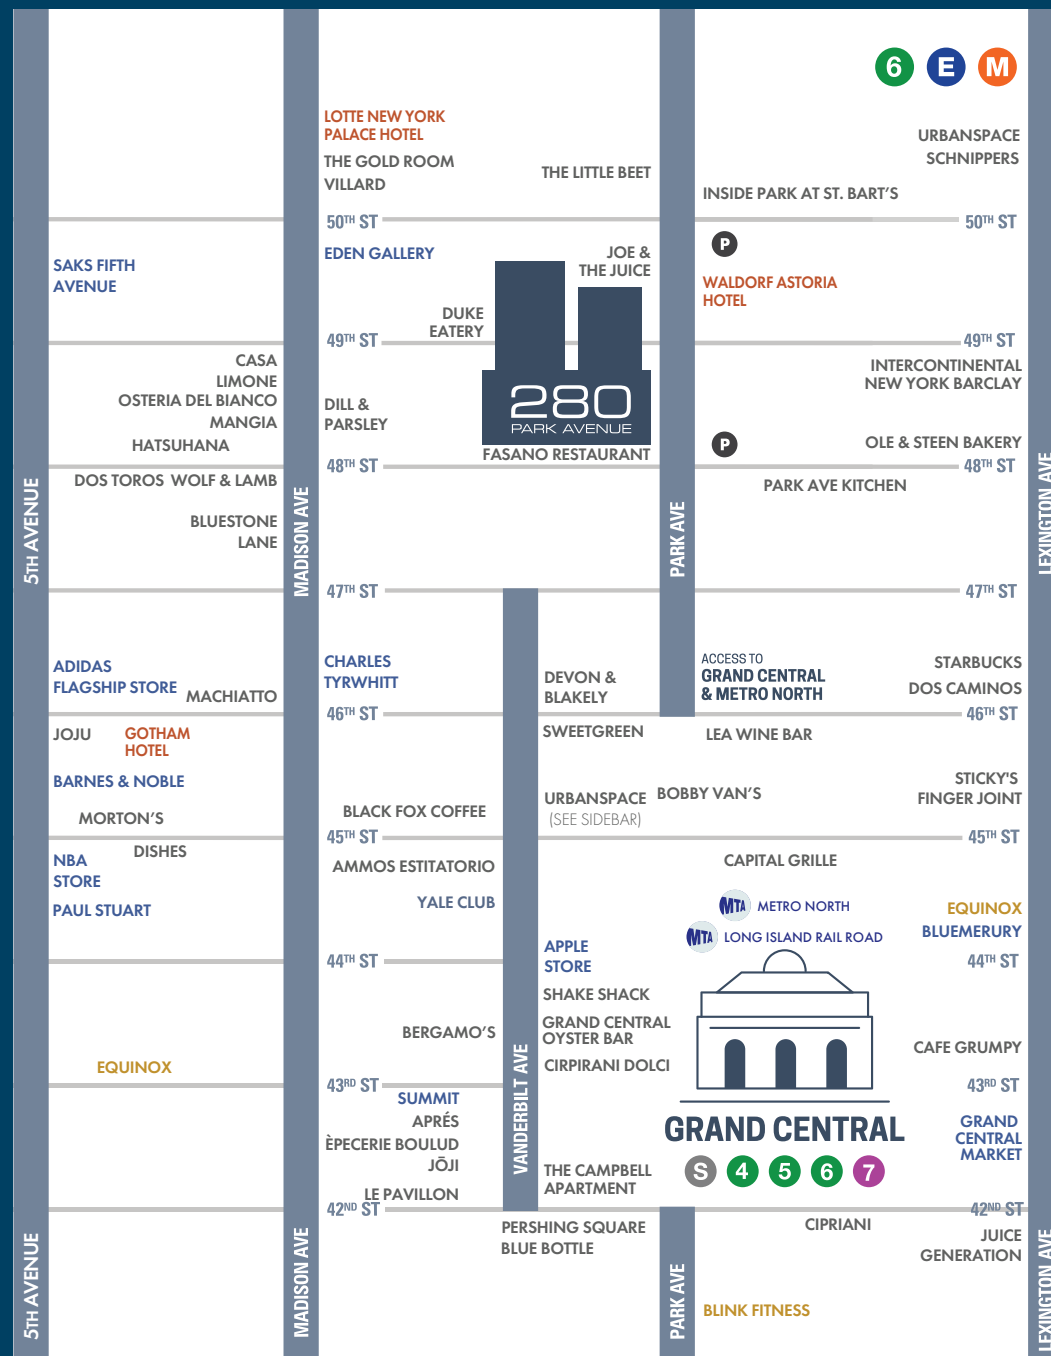 6 E M
LOTTE NEW YORK
PALACE HOTEL
THE GOLD ROOM
VILLARD
THE LITTLE BEET
URBANSPACE
SCHNIPPERS
INSIDE PARK AT ST. BART'S
50TH ST
50TH ST
SAKS FIFTH
AVENUE
EDEN GALLERY
JOE &
THE JUICE
P
WALDORF ASTORIA
HOTEL
DUKE
EATERY
49TH ST
49TH ST
CASA
LIMONE
OSTERIA DEL BIANCO
MANGIA
HATSUHANA
DILL &
PARSLEY
280
PARK AVENUE
FASANO RESTAURANT
INTERCONTINENTAL
NEW YORK BARCLAY
P
OLE & STEEN BAKERY
48TH ST
48TH ST
DOS TOROS WOLF & LAMB
PARK AVE KITCHEN
BLUESTONE
LANE
5TH AVENUE
MADISON AVE
PARK AVE
LEXINGTON AVE
47TH ST
47TH ST
ADIDAS
FLAGSHIP STORE
MACHIATTO
CHARLES
TYRWHITT
DEVON &
BLAKELY
ACCESS TO
GRAND CENTRAL
& METRO NORTH
STARBUCKS
DOS CAMINOS
46TH ST
46TH ST
JOJU
GOTHAM
HOTEL
SWEETGREEN
LEA WINE BAR
BARNES & NOBLE
MORTON'S
BLACK FOX COFFEE
URBANSPACE
(SEE SIDEBAR)
BOBBY VAN'S
STICKY'S
FINGER JOINT
45TH ST
45TH ST
DISHES
NBA
STORE
PAUL STUART
AMMOS ESTITATORIO
YALE CLUB
CAPITAL GRILLE
MTA METRO NORTH
MTA LONG ISLAND RAIL ROAD
EQUINOX
BLUEMERURY
APPLE
STORE
44TH ST
44TH ST
SHAKE SHACK
GRAND CENTRAL
OYSTER BAR
CIRPIRANI DOLCI
BERGAMO'S
CAFE GRUMPY
EQUINOX
43RD ST
43RD ST
SUMMIT
APRÉS
ÈPECERIE BOULUD
JŌJI
LE PAVILLON
VANDERBILT AVE
GRAND CENTRAL
S 4 5 6 7
GRAND
CENTRAL
MARKET
THE CAMPBELL
APARTMENT
42ND ST
42ND ST
PERSHING SQUARE
BLUE BOTTLE
CIPRIANI
JUICE
GENERATION
5TH AVENUE
MADISON AVE
PARK AVE
LEXINGTON AVE
BLINK FITNESS